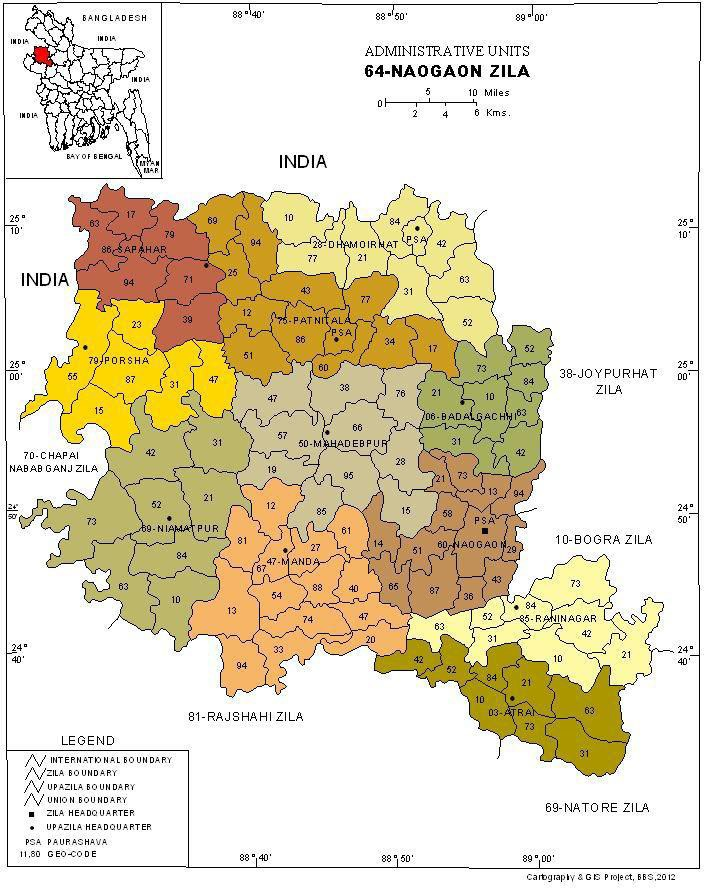 88°40'
88°50'
89°00'
BANGLADESH
INDIA
INDIA
INDIA
INDIA
BAY OF BENGAL
MYAN
MAR
ADMINISTRATIVE UNITS
64-NAOGAON ZILA
5 10 Miles
0
2 4 6 Kms.
INDIA
25°
10'
25°
10'
63 17 79
86-SAPAHAR
94 71
39
69
94
25
43 77
12 75-PATNITALA
PSA
86 34 17
51
60
10
84
PSA
28-DHAMOIRHAT
42
77 21
31 63
52
INDIA
23
79-PORSHA
55 87 31 47
15
25°
00'
25°
00'
38-JOYPURHAT
ZILA
52
73
84
21 10
06-BADALGACHHI
63
31
42
47 38 76
66
57 50-MAHADEBPUR
28
19 95
85 15
70-CHAPAI
NABABGANJ ZILA
42 31
52 21
73 69-NIAMATPUR
84
63 10
24°
50'
24°
50'
12
61
81 27
47-MANDA
67
54 88 40
13 74 47
20
33
94
21 73
13 94
58 PSA
14 51 60-NAOGAON
29
43
65 87 36
10-BOGRA ZILA
73
84
63 52 35-RANINAGAR
31 42
10 21
24°
40'
24°
40'
42 52
84 21
10 03-ATRAI 63
73
31
81-RAJSHAHI ZILA
69-NATORE ZILA
LEGEND
INTERNATIONAL BOUNDARY
ZILA BOUNDARY
UPAZILA BOUNDARY
UNION BOUNDARY
ZILA HEADQUARTER
UPAZILA HEADQUARTER
PSA PAURASHAVA
11,80 GEO-CODE
88°40'
88°50'
89°00'
Cartography & GIS Project, BBS, 2012